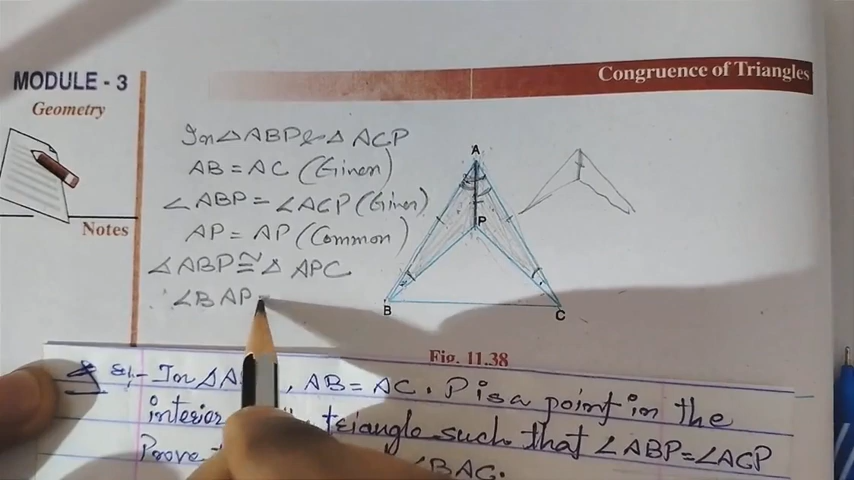 MODULE - 3
Geometry
Notes
Congruence of Triangles
In △ ABP & △ ACP
AB = AC (Given)
∠ABP = ∠ACP (Given)
AP = AP (Common)
∠ABP ≅ △ APC
∴ ∠BAP =
A
P
B
C
Fig. 11.38
In △A , AB = AC . P is a point in the
interior triangle such that ∠ABP = ∠ACP
Prove ∠BAC.